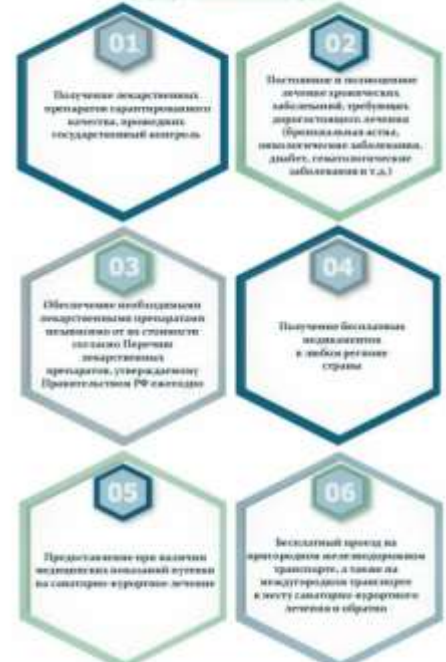 01
Получение лекарственных
препаратов гарантированного
качества, прошедших
государственный контроль
02
Постоянное и полноценное
лечение хронических
заболеваний, требующих
дорогостоящего лечения
(бронхиальная астма,
онкологические заболевания,
диабет, гематологические
заболевания и т.д.)
03
Обеспечение необходимыми
лекарственными препаратами
независимо от их стоимости
согласно Перечню
лекарственных
препаратов, утверждаемому
Правительством РФ ежегодно
04
Получение бесплатных
медикаментов
в любом регионе
страны
05
Предоставление при наличии
медицинских показаний путевки
на санаторно-курортное лечение
06
Бесплатный проезд на
пригородном железнодорожном
транспорте, а также на
междугородном транспорте
к месту санаторно-курортного
лечения и обратно